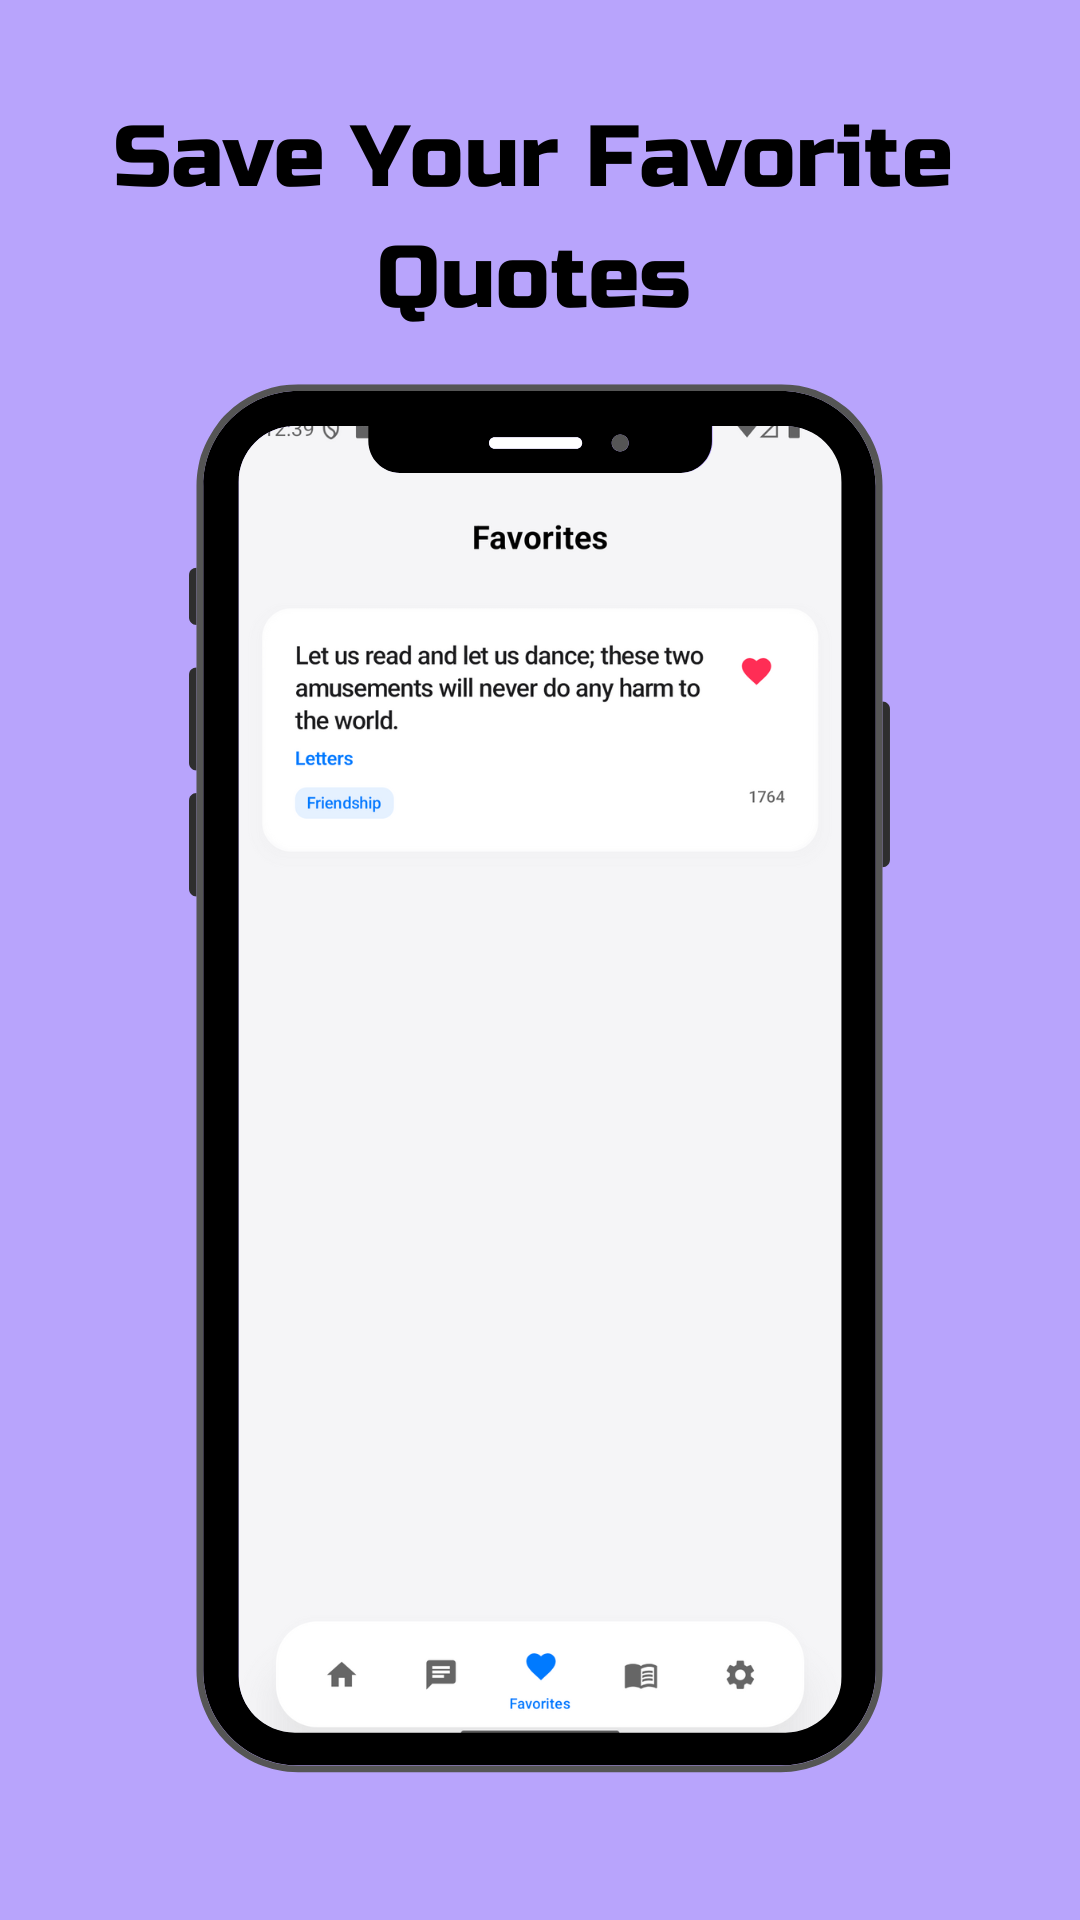 Save Your Favorite
Quotes
12:39
Favorites
Let us read and let us dance; these two
amusements will never do any harm to
the world.
Letters
Friendship
1764
Favorites